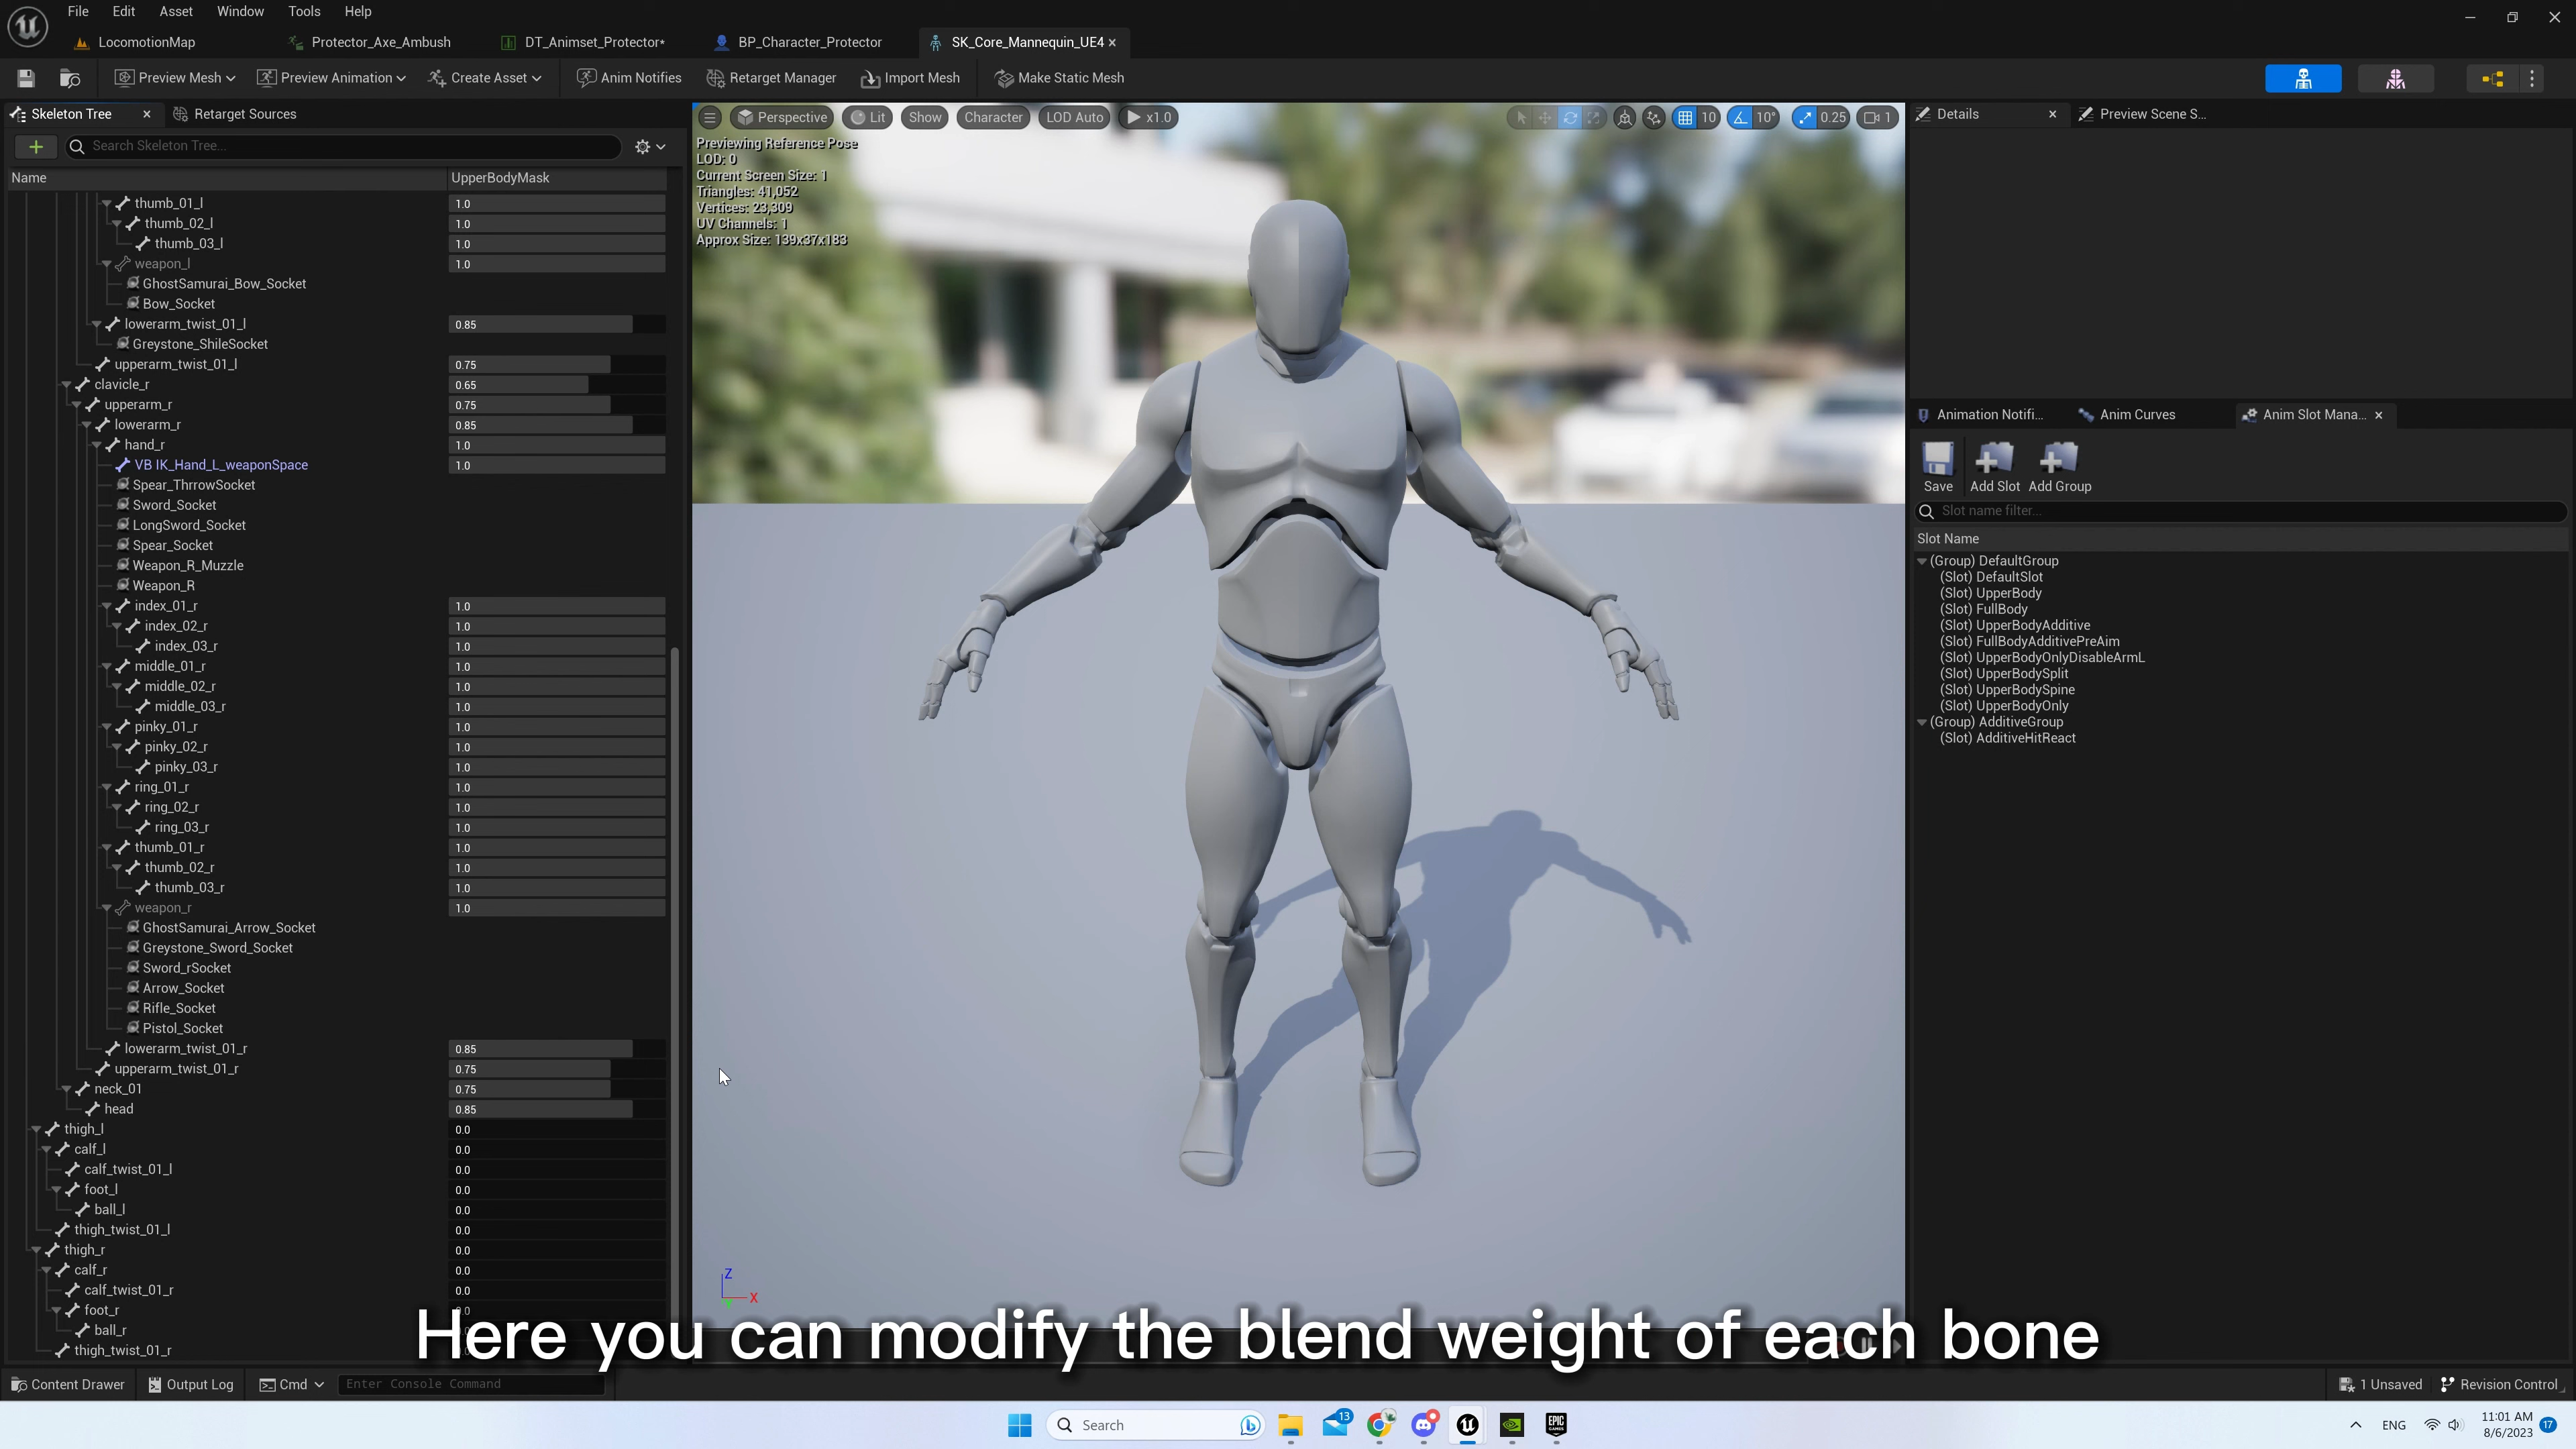 File Edit Asset Window Tools Help
LocomotionMap Protector_Axe_Ambush DT_Animset_Protector* BP_Character_Protector SK_Core_Mannequin_UE4
Preview Mesh Preview Animation Create Asset Anim Notifies Retarget Manager Import Mesh Make Static Mesh
Skeleton Tree Retarget Sources
Search Skeleton Tree...
Name UpperBodyMask
thumb_01_l 1.0
thumb_02_l 1.0
thumb_03_l 1.0
weapon_l 1.0
GhostSamurai_Bow_Socket
Bow_Socket
lowerarm_twist_01_l 0.85
Greystone_ShileSocket
upperarm_twist_01_l 0.75
clavicle_r 0.65
upperarm_r 0.75
lowerarm_r 0.85
hand_r 1.0
VB IK_Hand_L_weaponSpace 1.0
Spear_ThrrowSocket
Sword_Socket
LongSword_Socket
Spear_Socket
Weapon_R_Muzzle
Weapon_R
index_01_r 1.0
index_02_r 1.0
index_03_r 1.0
middle_01_r 1.0
middle_02_r 1.0
middle_03_r 1.0
pinky_01_r 1.0
pinky_02_r 1.0
pinky_03_r 1.0
ring_01_r 1.0
ring_02_r 1.0
ring_03_r 1.0
thumb_01_r 1.0
thumb_02_r 1.0
thumb_03_r 1.0
weapon_r 1.0
GhostSamurai_Arrow_Socket
Greystone_Sword_Socket
Sword_rSocket
Arrow_Socket
Rifle_Socket
Pistol_Socket
lowerarm_twist_01_r 0.85
upperarm_twist_01_r 0.75
neck_01 0.75
head 0.85
thigh_l 0.0
calf_l 0.0
calf_twist_01_l 0.0
foot_l 0.0
ball_l 0.0
thigh_twist_01_l 0.0
thigh_r 0.0
calf_r 0.0
calf_twist_01_r 0.0
foot_r 0.0
ball_r
thigh_twist_01_r
Perspective Lit Show Character LOD Auto x1.0 10 10° 0.25 1
Previewing Reference Pose
LOD: 0
Current Screen Size: 1
Triangles: 41,052
Vertices: 23,309
UV Channels: 1
Approx Size: 139x37x183
Z
X
Details Preview Scene S...
Animation Notifi... Anim Curves Anim Slot Mana...
Save Add Slot Add Group
Slot name filter...
Slot Name
(Group) DefaultGroup
(Slot) DefaultSlot
(Slot) UpperBody
(Slot) FullBody
(Slot) UpperBodyAdditive
(Slot) FullBodyAdditivePreAim
(Slot) UpperBodyOnlyDisableArmL
(Slot) UpperBodySplit
(Slot) UpperBodySpine
(Slot) UpperBodyOnly
(Group) AdditiveGroup
(Slot) AdditiveHitReact
Here you can modify the blend weight of each bone
Content Drawer Output Log Cmd Enter Console Command 1 Unsaved Revision Control
Search 13 EPIC GAMES ENG 11:01 AM 17
8/6/2023